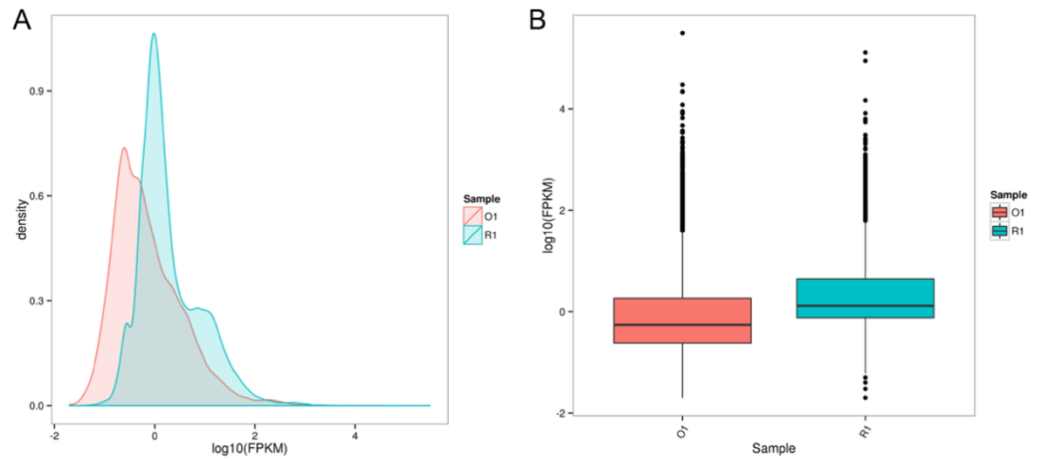 A
0.9
0.6
0.3
0.0
density
-2
0
2
4
log10(FPKM)
Sample
O1
R1
B
4
2
0
-2
log10(FPKM)
O1
R1
Sample
Sample
O1
R1